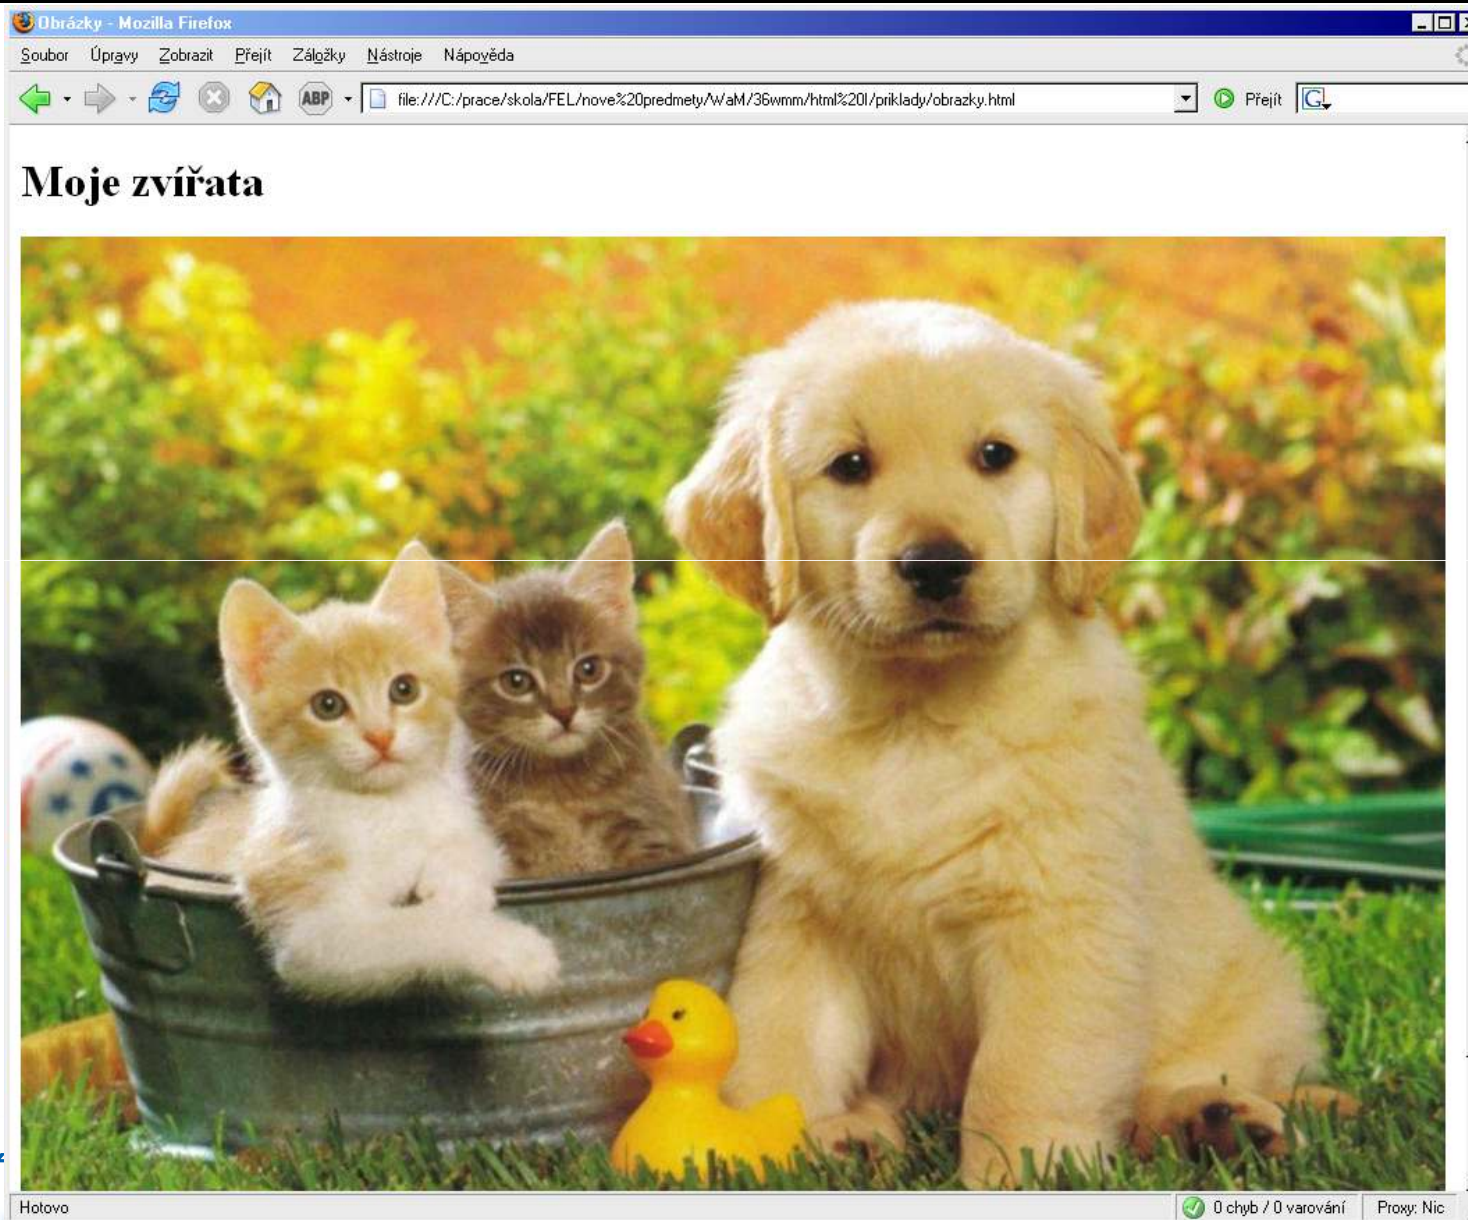 Obrázky - Mozilla Firefox
Soubor Úpravy Zobrazit Přejít Záložky Nástroje Nápověda
ABP file:///C:/prace/skola/FEL/nove%20predmety/WaM/36wmm/html%20I/priklady/obrazky.html Přejít G
Moje zvířata
Hotovo 0 chyb / 0 varování Proxy: Nic